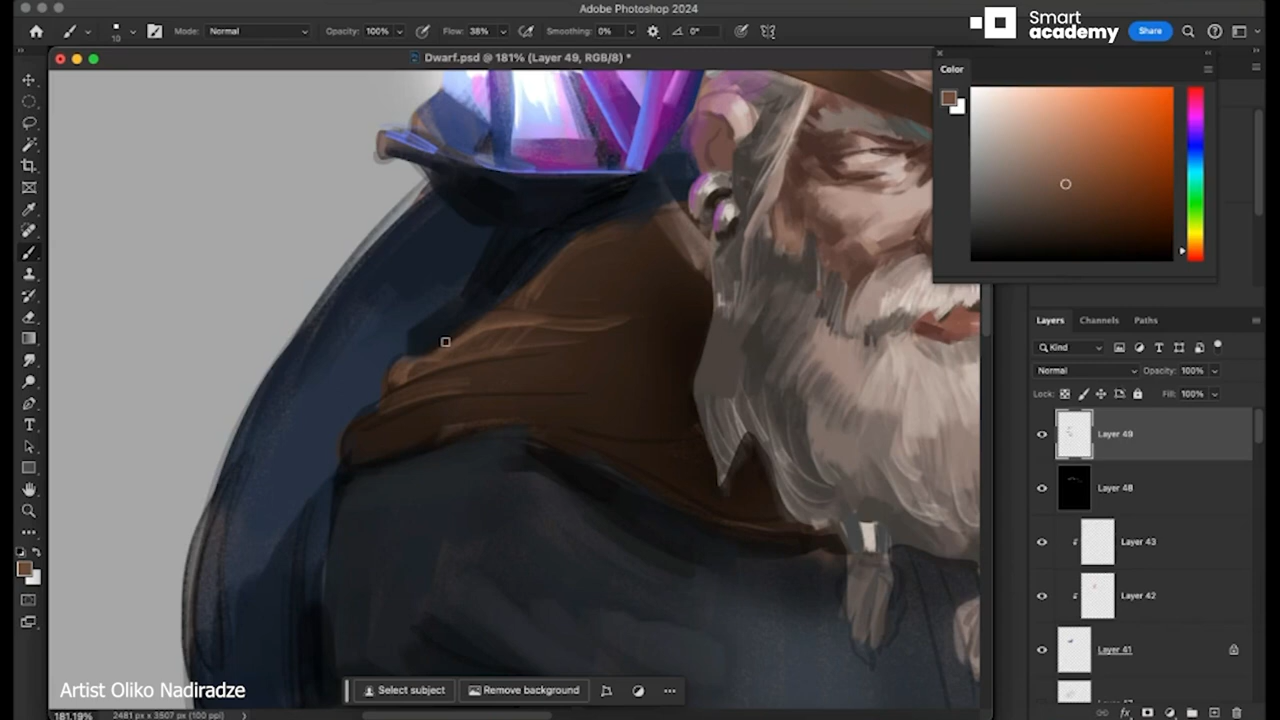 Adobe Photoshop 2024
10
Mode: Normal
Opacity: 100%
Flow: 38%
Smoothing: 0%
0°
Share
Smart
academy
Dwarf.psd @ 181% (Layer 49, RGB/8) *
Color
Layers Channels Paths
Kind
Normal Opacity: 100%
Lock: Fill: 100%
Layer 49
Layer 48
Layer 43
Layer 42
Layer 41
Artist Oliko Nadiradze
Select subject Remove background
181.19% 2481 px x 3507 px (100 ppi)